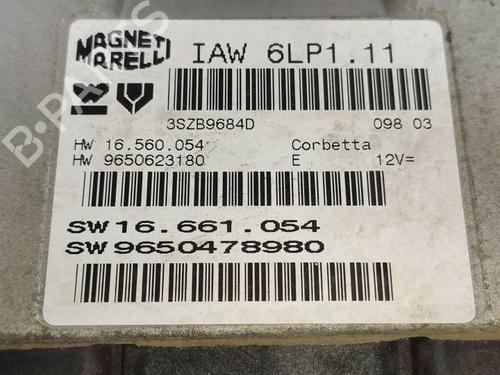 MAGNETI
MARELLI
IAW 6LP1.11
3SZB9684D 098 03
HW 16.560.054 Corbetta
HW 9650623180 E 12V=
SW 16.661.054
SW 9650478980
B-PARTS